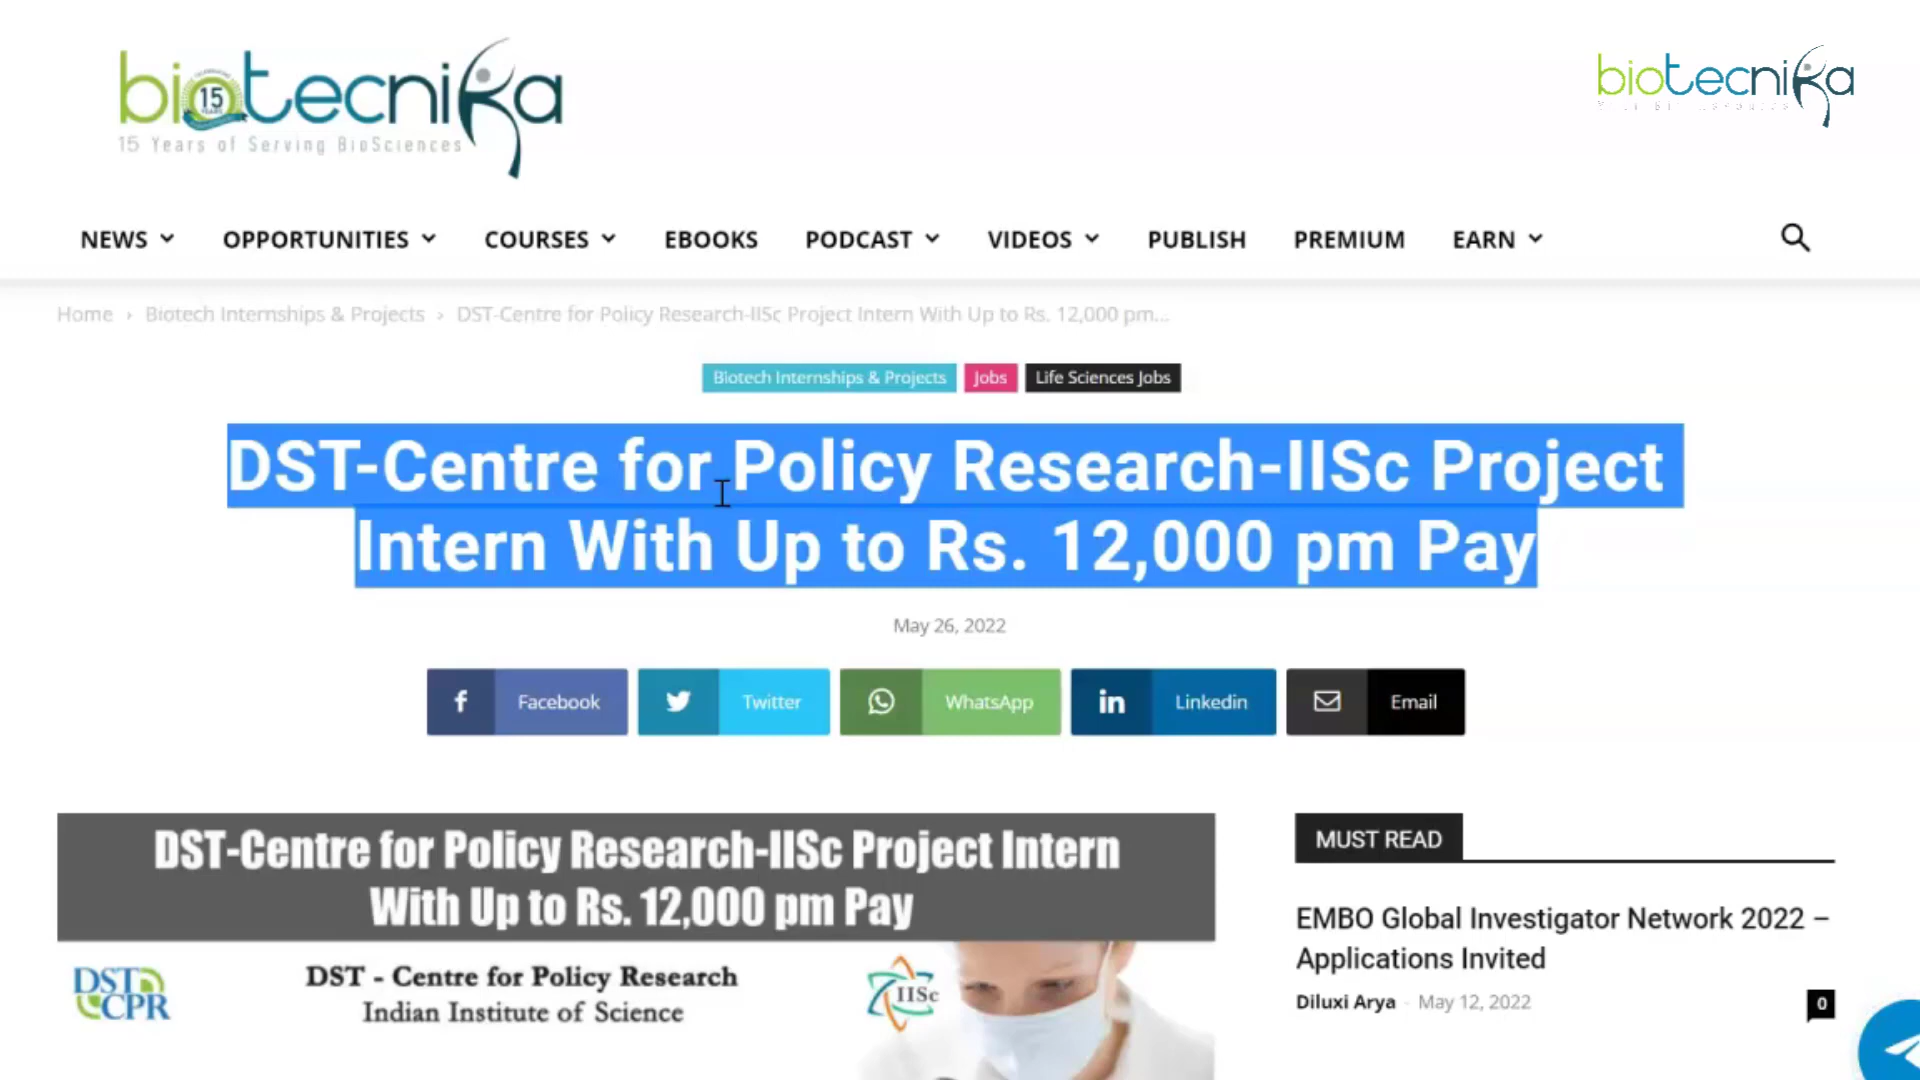 biotecnika
15 Years of Serving BioSciences
biotecnika
NEWS OPPORTUNITIES COURSES EBOOKS PODCAST VIDEOS PUBLISH PREMIUM EARN
Home › Biotech Internships & Projects › DST-Centre for Policy Research-IISc Project Intern With Up to Rs. 12,000 pm...
Biotech Internships & Projects Jobs Life Sciences Jobs
DST-Centre for Policy Research-IISc Project
Intern With Up to Rs. 12,000 pm Pay
May 26, 2022
Facebook Twitter WhatsApp Linkedin Email
DST-Centre for Policy Research-IISc Project Intern
With Up to Rs. 12,000 pm Pay
DST
CPR
DST - Centre for Policy Research
Indian Institute of Science
IISc
MUST READ
EMBO Global Investigator Network 2022 –
Applications Invited
Diluxi Arya - May 12, 2022
0